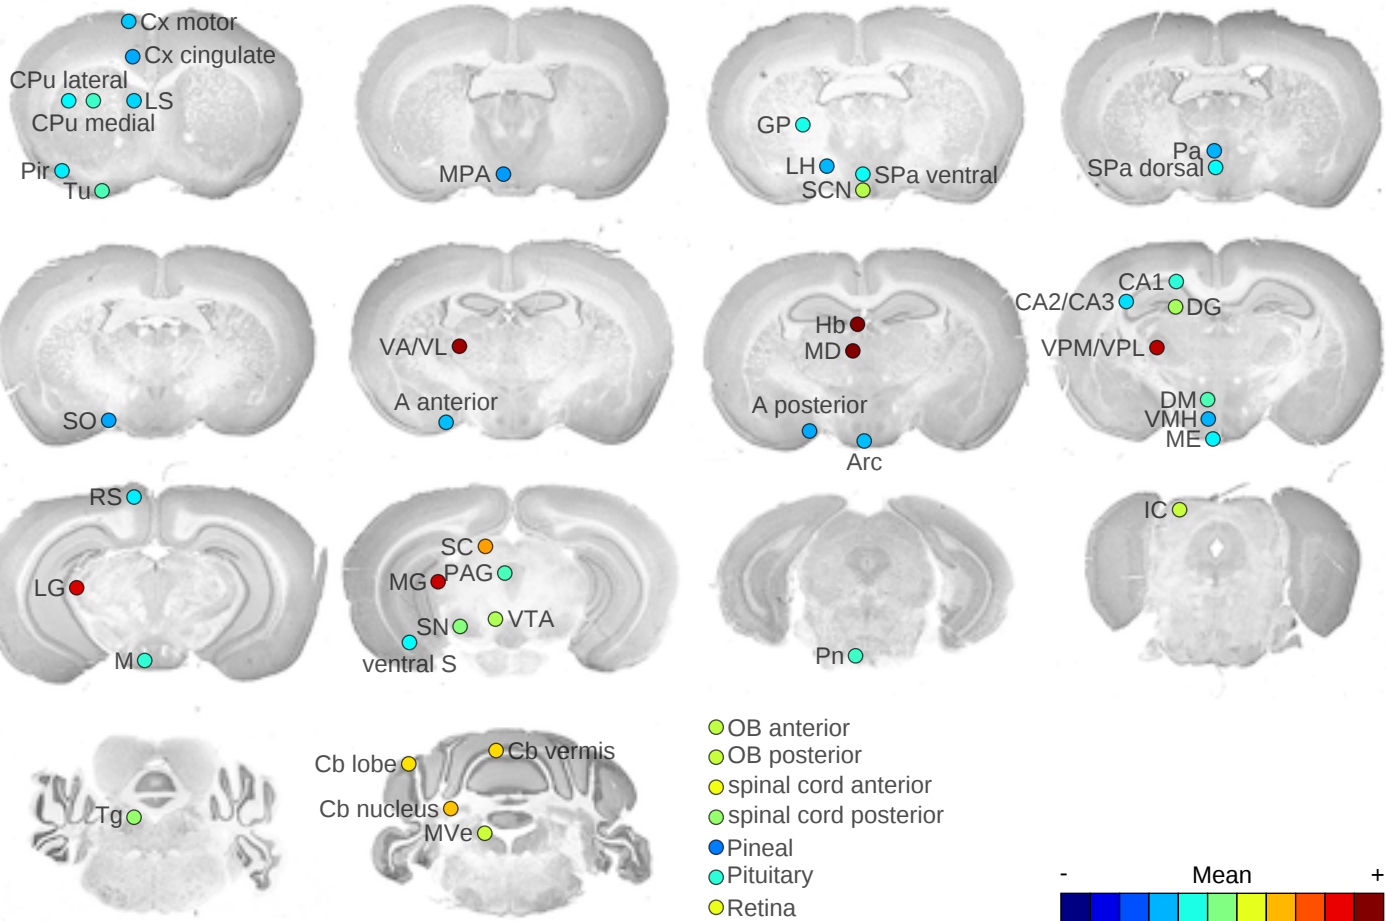 Cx motor
Cx cingulate
CPu lateral
LS
CPu medial
Pir
Tu
MPA
GP
LH
SPa ventral
SCN
Pa
SPa dorsal
SO
VA/VL
A anterior
Hb
MD
A posterior
Arc
CA1
CA2/CA3
DG
VPM/VPL
DM
VMH
ME
RS
LG
M
SC
MG
PAG
SN
VTA
ventral S
Pn
IC
Tg
Cb lobe
Cb vermis
Cb nucleus
MVe
OB anterior
OB posterior
spinal cord anterior
spinal cord posterior
Pineal
Pituitary
Retina
- Mean +